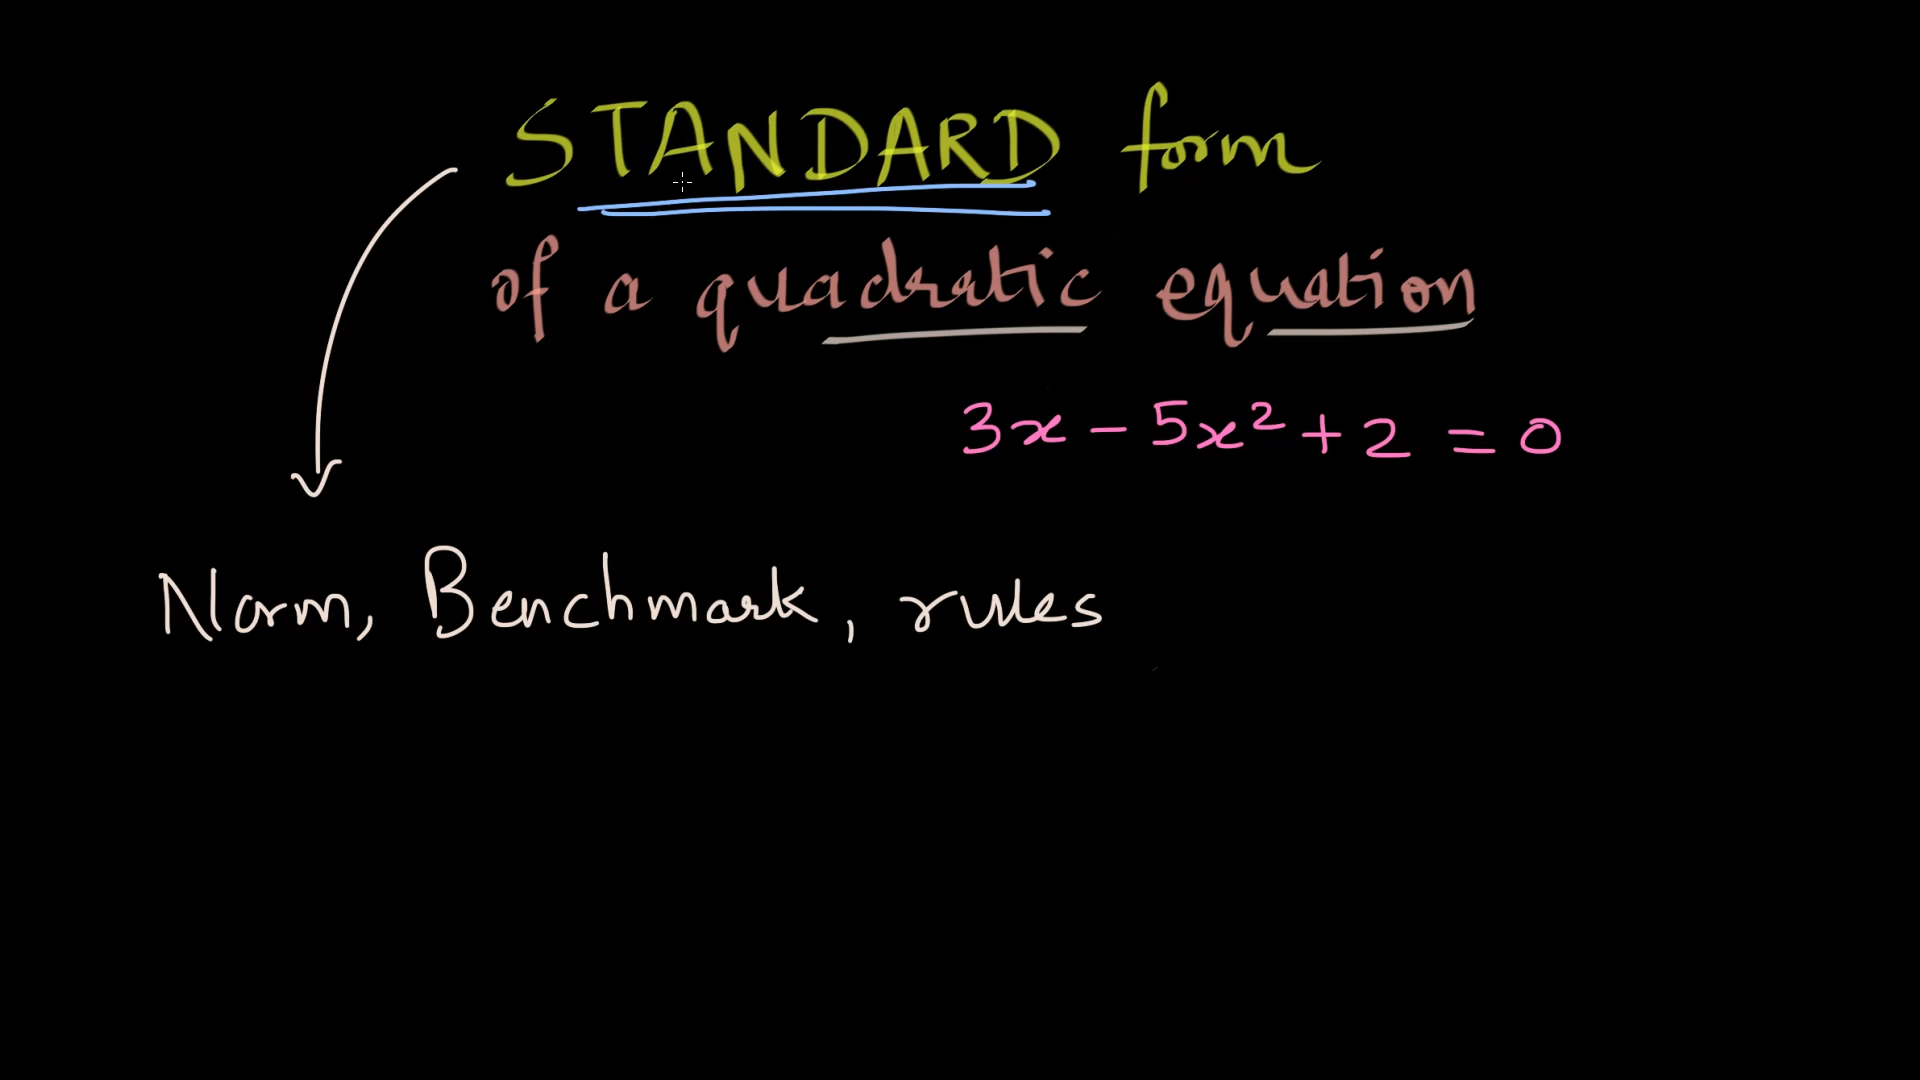 STANDARD form
of a quadratic equation
3x - 5x² + 2 = 0
Norm, Benchmark, rules